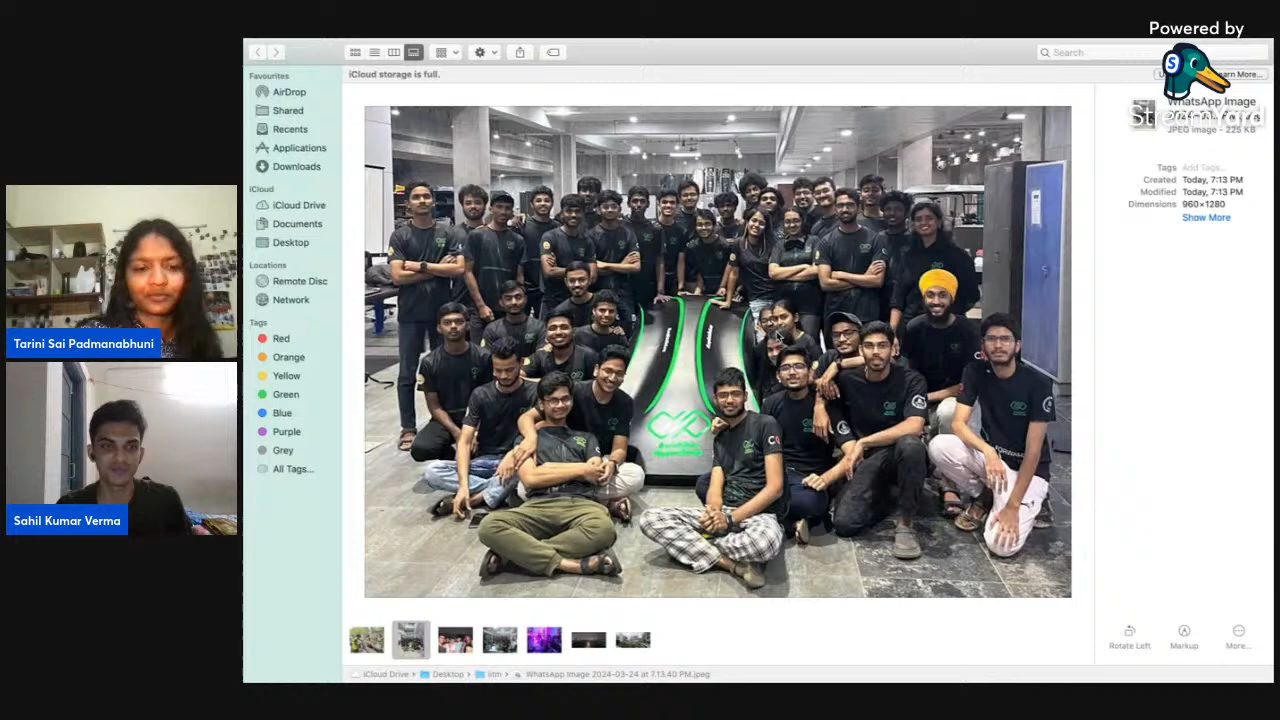 Powered by
StreamYard
Search
iCloud storage is full.
Learn More...
Favourites
AirDrop
Shared
Recents
Applications
Downloads
iCloud
iCloud Drive
Documents
Desktop
Locations
Remote Disc
Network
Tags
Red
Orange
Yellow
Green
Blue
Purple
Grey
All Tags...
WhatsApp Image
JPEG image - 225 KB
Tags Add Tags...
Created Today, 7:13 PM
Modified Today, 7:13 PM
Dimensions 960×1280
Show More
Tarini Sai Padmanabhuni
Sahil Kumar Verma
Rotate Left
Markup
More...
iCloud Drive
Desktop
iitm
WhatsApp Image 2024-03-24 at 7.13.40 PM.jpeg